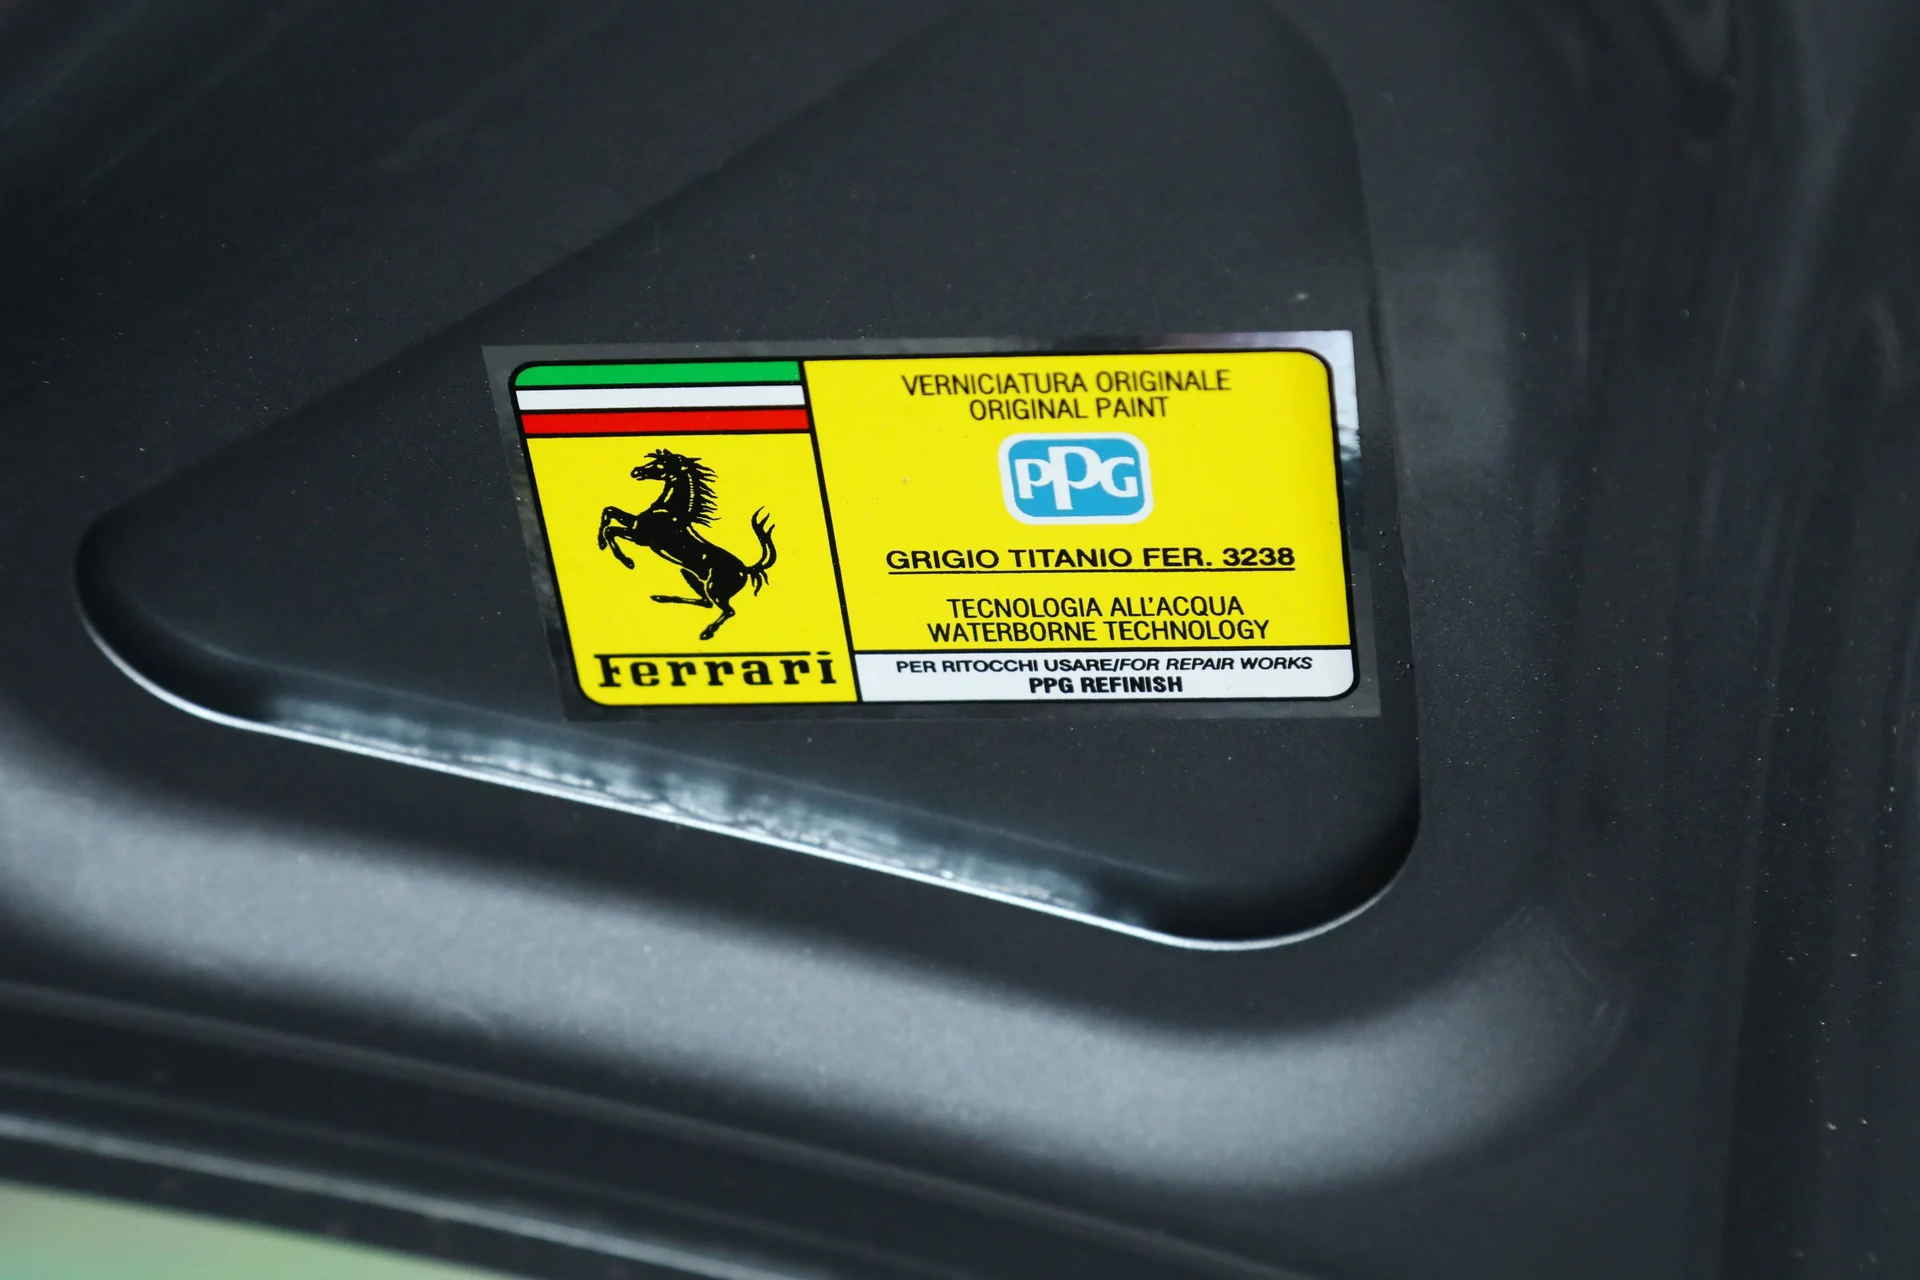 VERNICIATURA ORIGINALE
ORIGINAL PAINT
PPG
GRIGIO TITANIO FER. 3238
TECNOLOGIA ALL'ACQUA
WATERBORNE TECHNOLOGY
Ferrari
PER RITOCCHI USARE/FOR REPAIR WORKS
PPG REFINISH